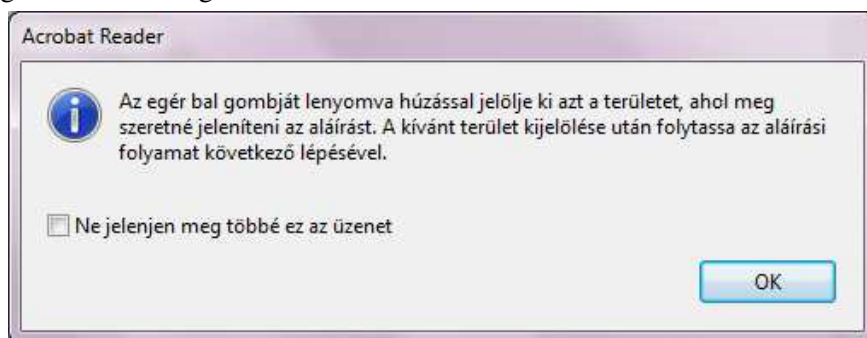 Acrobat Reader
Az egér bal gombját lenyomva húzással jelölje ki azt a területet, ahol meg
szeretné jeleníteni az aláírást. A kívánt terület kijelölése után folytassa az aláírási
folyamat következő lépésével.
Ne jelenjen meg többé ez az üzenet
OK